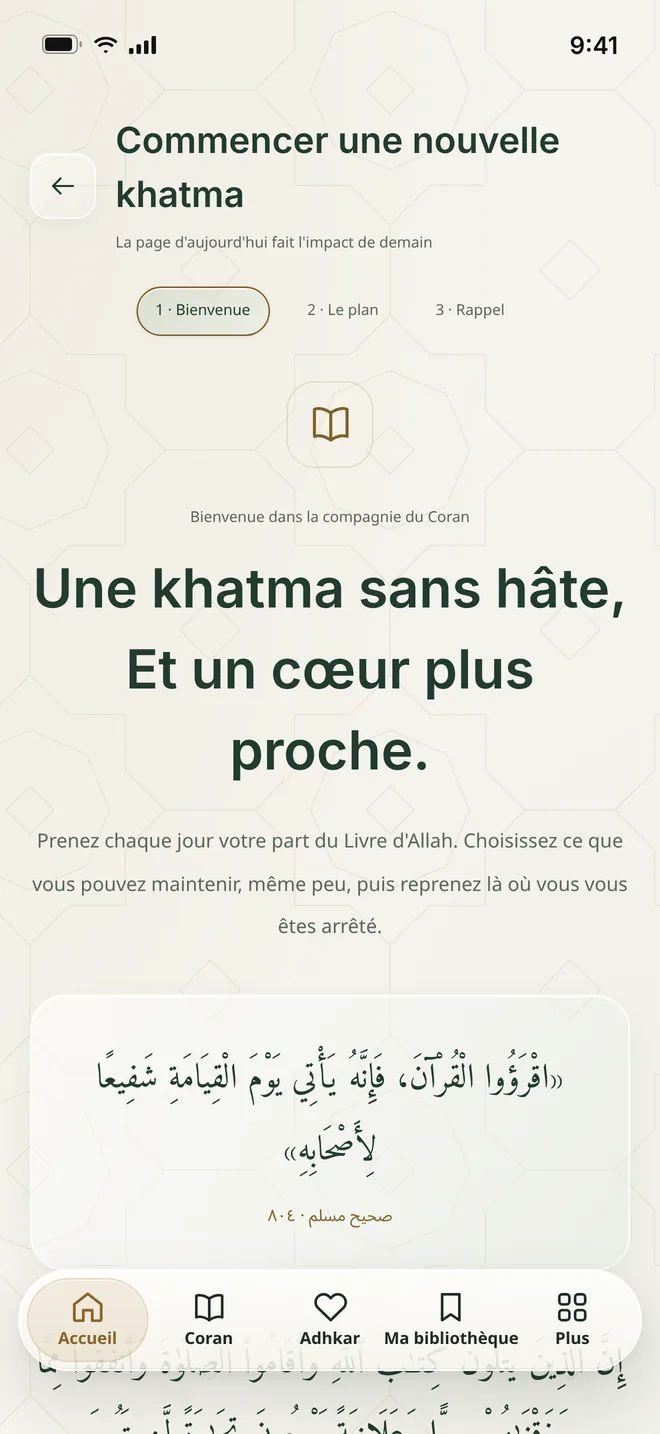 9:41
Commencer une nouvelle
khatma
La page d'aujourd'hui fait l'impact de demain
1 · Bienvenue
2 · Le plan
3 · Rappel
Bienvenue dans la compagnie du Coran
Une khatma sans hâte,
Et un cœur plus
proche.
Prenez chaque jour votre part du Livre d'Allah. Choisissez ce que
vous pouvez maintenir, même peu, puis reprenez là où vous vous
êtes arrêté.
«اقْرَؤُوا الْقُرْآنَ، فَإِنَّهُ يَأْتِي يَوْمَ الْقِيَامَةِ شَفِيعًا
لِأَصْحَابِهِ»
صحيح مسلم · ٨٠٤
Accueil
Coran
Adhkar
Ma bibliothèque
Plus
إِنَّ الَّذِينَ يَتْلُونَ كِتَٰبَ اللَّهِ وَأَقَامُوا الصَّلَوٰةَ وَأَنفَقُوا مِمَّا